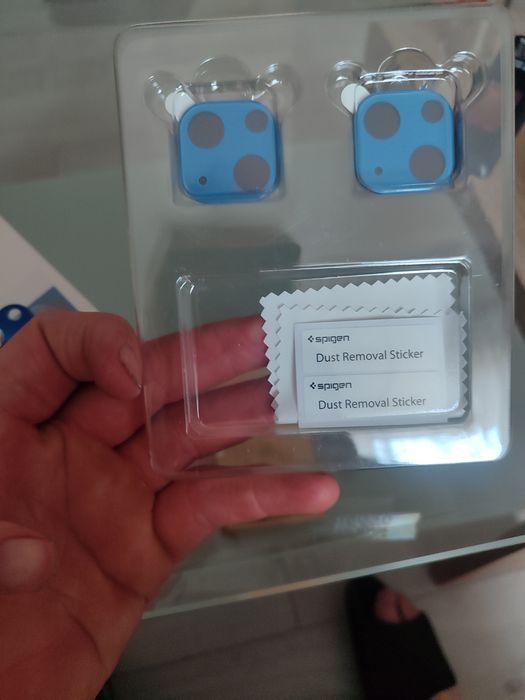 spigen
Dust Removal Sticker
spigen
Dust Removal Sticker